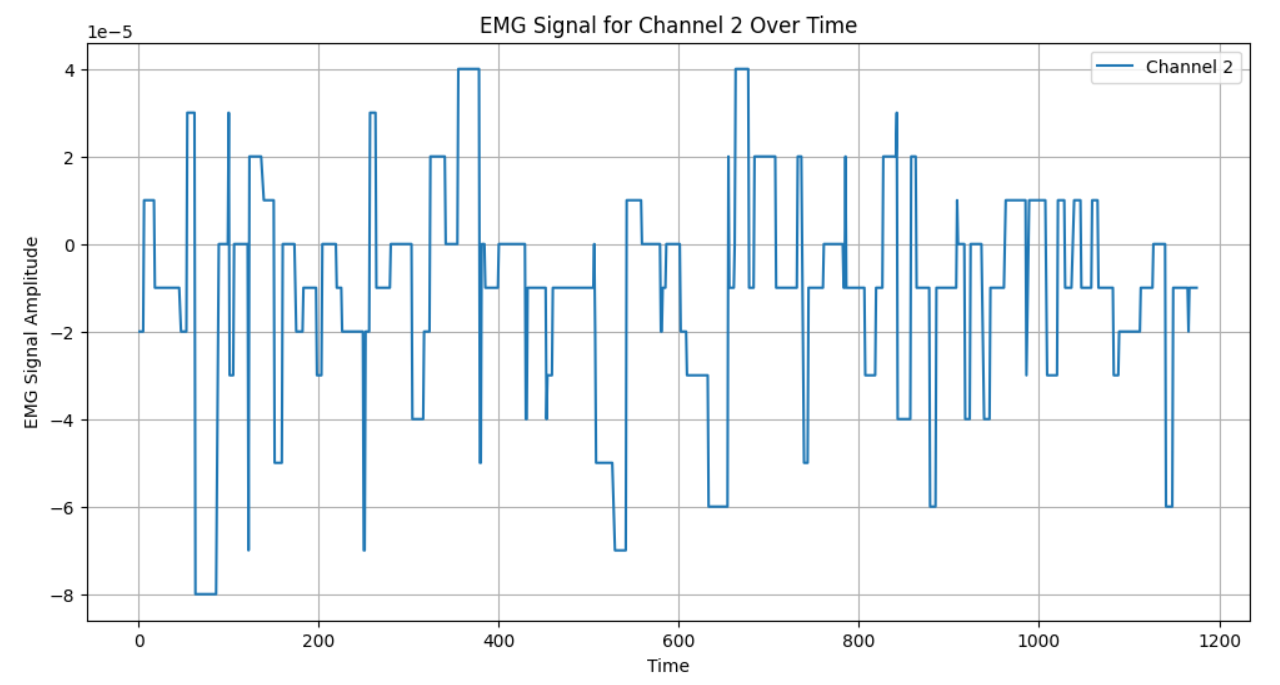 EMG Signal for Channel 2 Over Time
1e−5
Channel 2
4
2
0
−2
−4
−6
−8
EMG Signal Amplitude
0 200 400 600 800 1000 1200
Time